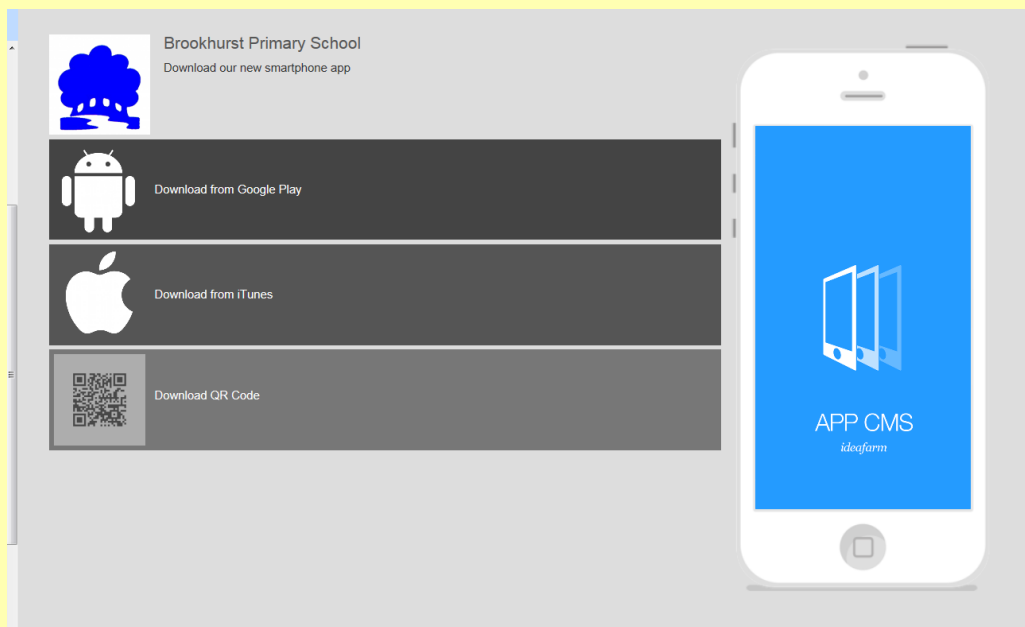 Brookhurst Primary School
Download our new smartphone app
Download from Google Play
Download from iTunes
Download QR Code
APP CMS
ideafarm